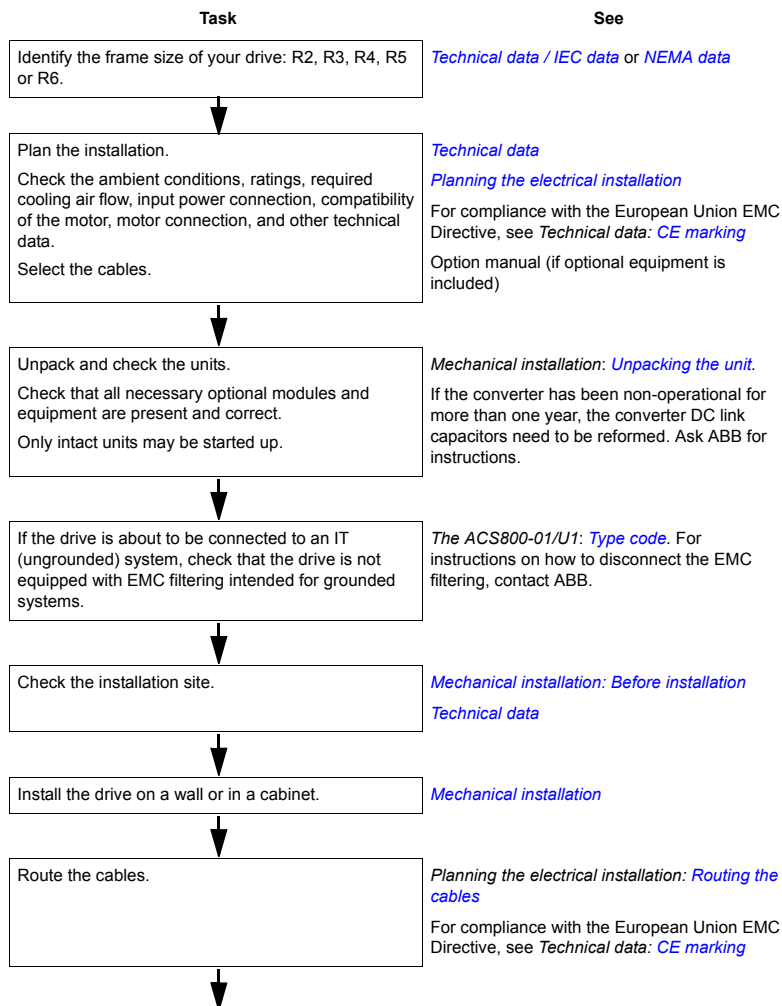 Task
See
Identify the frame size of your drive: R2, R3, R4, R5
or R6.
Technical data / IEC data or NEMA data
Plan the installation.
Check the ambient conditions, ratings, required
cooling air flow, input power connection, compatibility
of the motor, motor connection, and other technical
data.
Select the cables.
Technical data
Planning the electrical installation
For compliance with the European Union EMC
Directive, see Technical data: CE marking
Option manual (if optional equipment is
included)
Unpack and check the units.
Check that all necessary optional modules and
equipment are present and correct.
Only intact units may be started up.
Mechanical installation: Unpacking the unit.
If the converter has been non-operational for
more than one year, the converter DC link
capacitors need to be reformed. Ask ABB for
instructions.
If the drive is about to be connected to an IT
(ungrounded) system, check that the drive is not
equipped with EMC filtering intended for grounded
systems.
The ACS800-01/U1: Type code. For
instructions on how to disconnect the EMC
filtering, contact ABB.
Check the installation site.
Mechanical installation: Before installation
Technical data
Install the drive on a wall or in a cabinet.
Mechanical installation
Route the cables.
Planning the electrical installation: Routing the
cables
For compliance with the European Union EMC
Directive, see Technical data: CE marking